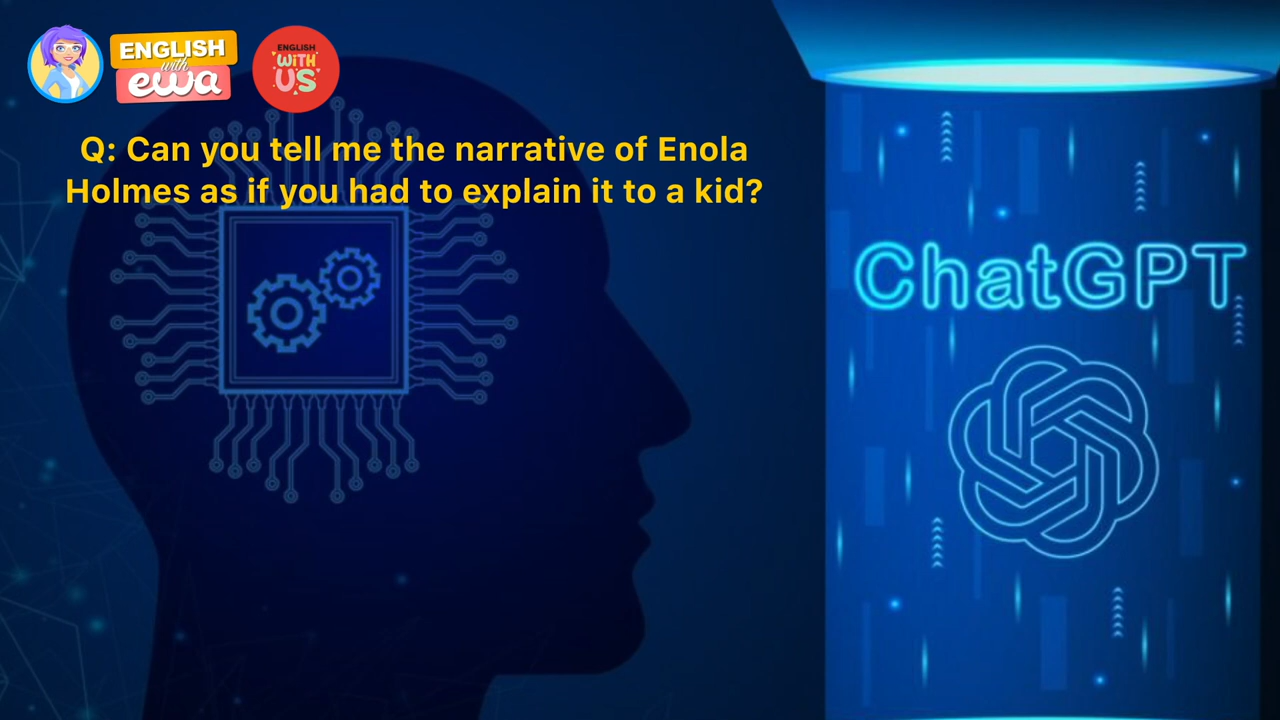 ENGLISH
with
ewa
ENGLISH
WiTH
US
Q: Can you tell me the narrative of Enola
Holmes as if you had to explain it to a kid?
ChatGPT